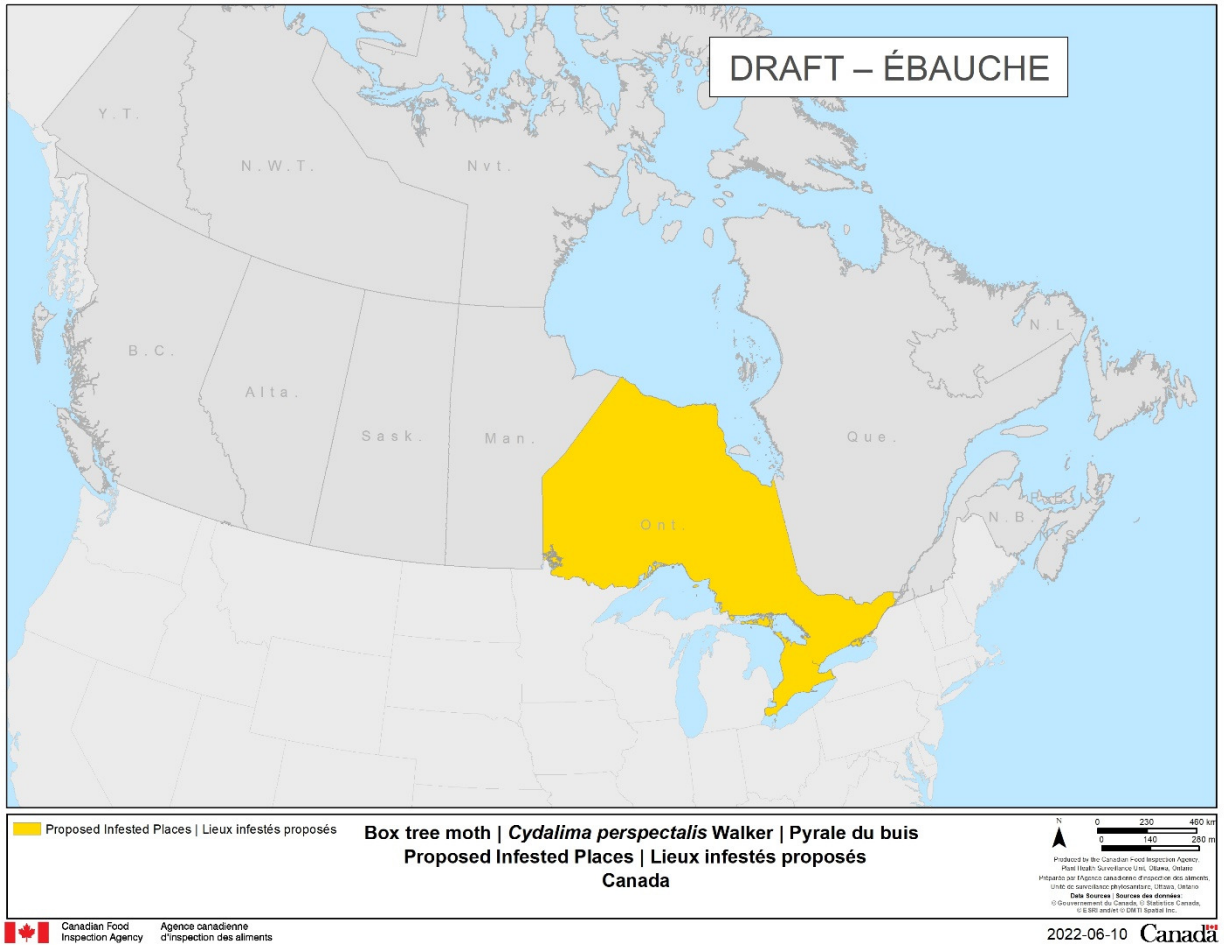 DRAFT – ÉBAUCHE
Y.T.
N.W.T.
Nvt.
B.C.
Alta.
Sask.
Man.
Ont.
Que.
N.L.
P.E.I.
N.B.
N.S.
Proposed Infested Places | Lieux infestés proposés
Box tree moth | Cydalima perspectalis Walker | Pyrale du buis
Proposed Infested Places | Lieux infestés proposés
Canada
N
0 230 460 km
0 140 280 m
Produced by the Canadian Food Inspection Agency,
Plant Health Surveillance Unit, Ottawa, Ontario
Préparée par l'Agence canadienne d'inspection des aliments,
Unité de surveillance phytosanitaire, Ottawa, Ontario
Data Sources | Sources des données:
© Gouvernement du Canada, © Statistics Canada,
© ESRI and/et © DMTI Spatial Inc.
Canadian Food
Inspection Agency
Agence canadienne
d'inspection des aliments
2022-06-10
Canada